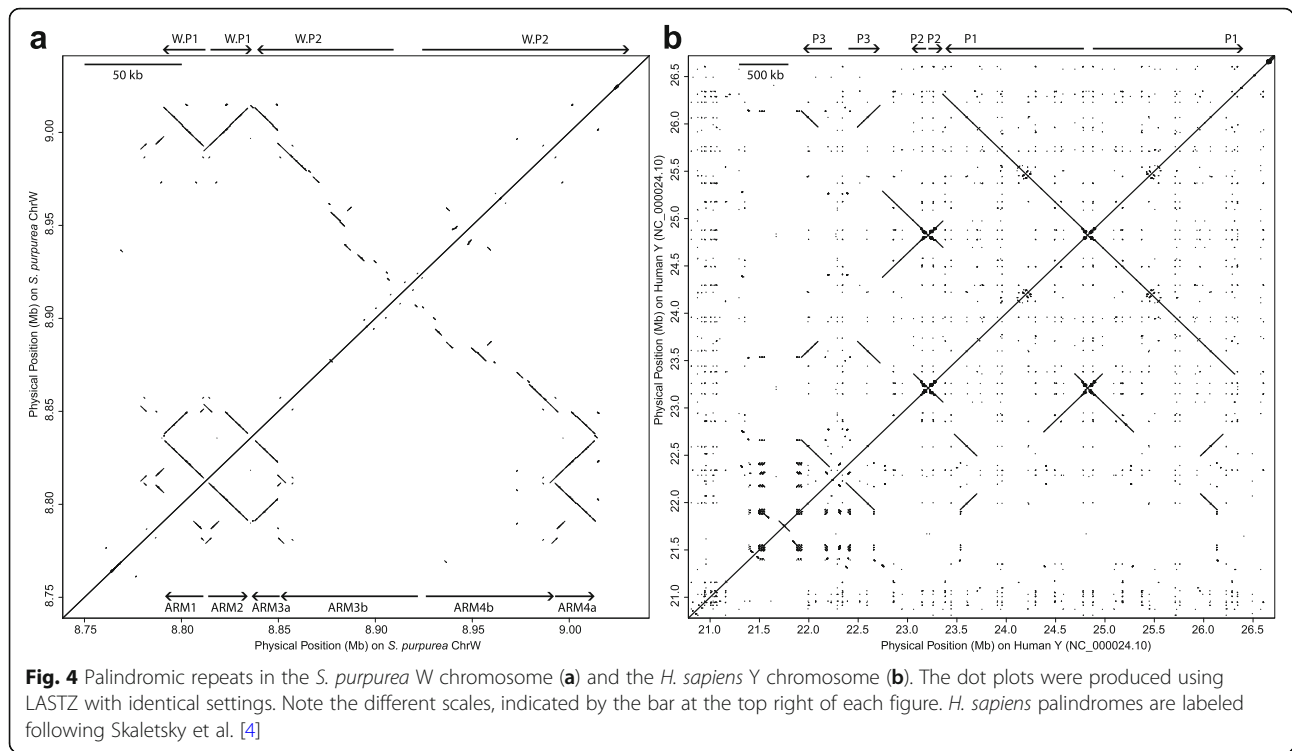 a
W.P1 W.P1 W.P2 W.P2
50 kb
Physical Position (Mb) on S. purpurea ChrW
9.00
8.95
8.90
8.85
8.80
8.75
ARM1 ARM2 ARM3a ARM3b ARM4b ARM4a
8.75 8.80 8.85 8.90 8.95 9.00
Physical Position (Mb) on S. purpurea ChrW
b
P3 P3 P2 P2 P1 P1
500 kb
Physical Position (Mb) on Human Y (NC_000024.10)
26.5
26.0
25.5
25.0
24.5
24.0
23.5
23.0
22.5
22.0
21.5
21.0
21.0 21.5 22.0 22.5 23.0 23.5 24.0 24.5 25.0 25.5 26.0 26.5
Physical Position (Mb) on Human Y (NC_000024.10)
Fig. 4 Palindromic repeats in the S. purpurea W chromosome (a) and the H. sapiens Y chromosome (b). The dot plots were produced using
LASTZ with identical settings. Note the different scales, indicated by the bar at the top right of each figure. H. sapiens palindromes are labeled
following Skaletsky et al. [4]